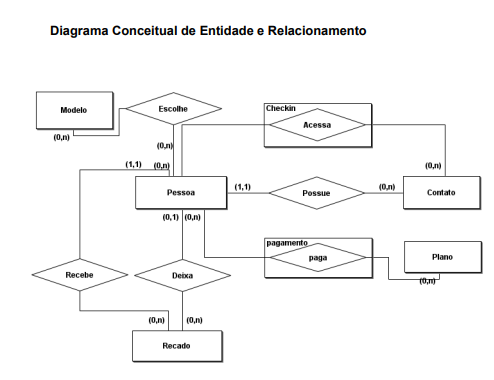 Diagrama Conceitual de Entidade e Relacionamento
Modelo
Escolhe
Checkin
Acessa
(0,n)
(0,n)
(1,1)
(0,n)
(0,n)
Pessoa
(1,1)
Possue
(0,n)
Contato
(0,1)
(0,n)
pagamento
paga
Plano
(0,n)
Recebe
Deixa
(0,n)
(0,n)
Recado